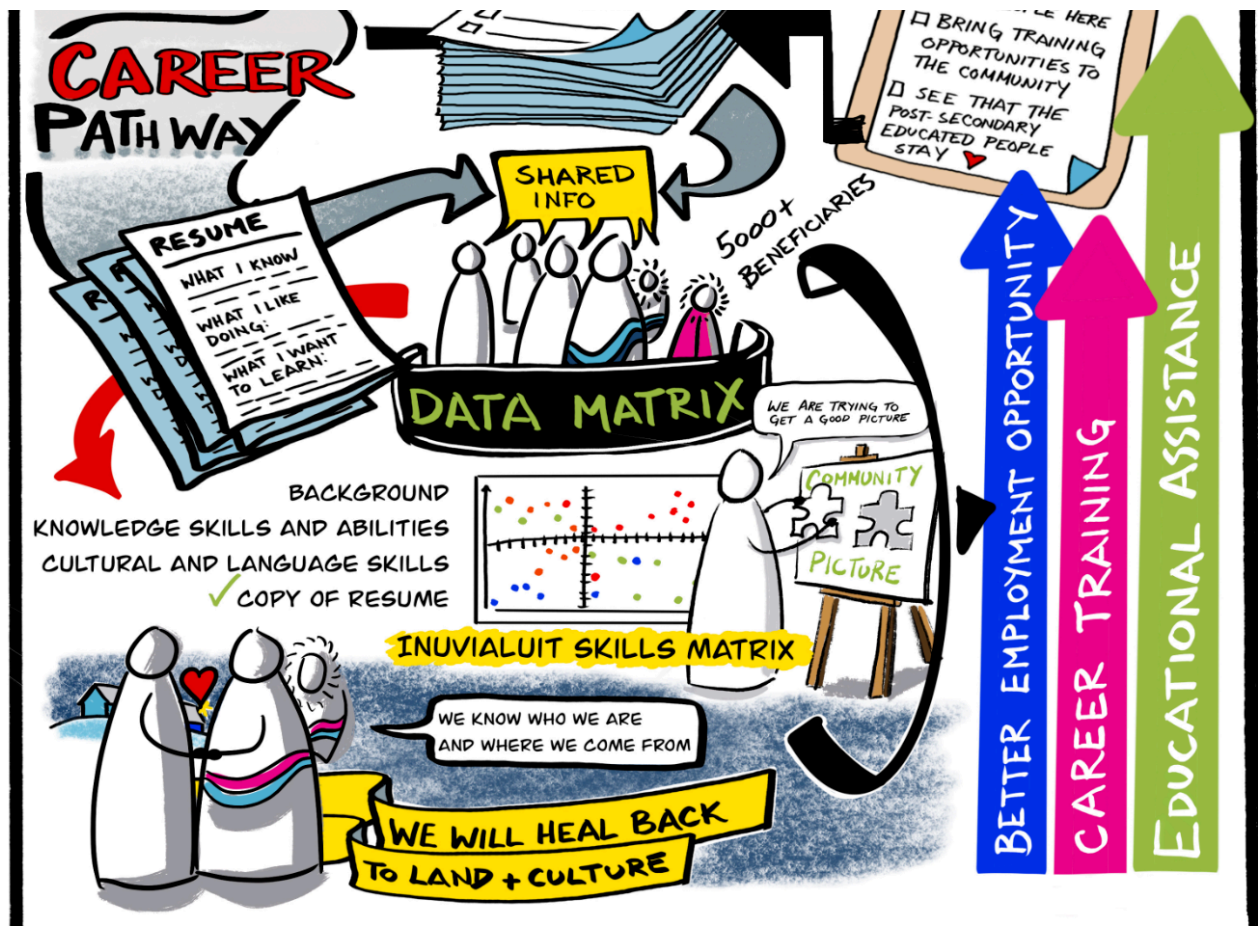 CAREER
PATHWAY
HERE
BRING TRAINING
OPPORTUNITIES TO
THE COMMUNITY
SEE THAT THE
POST-SECONDARY
EDUCATED PEOPLE
STAY
SHARED
INFO
5000+
BENEFICIARIES
RESUME
WHAT I KNOW
WHAT I LIKE
DOING:
WHAT I WANT
TO LEARN:
DATA MATRIX
WE ARE TRYING TO
GET A GOOD PICTURE
COMMUNITY
PICTURE
BACKGROUND
KNOWLEDGE SKILLS AND ABILITIES
CULTURAL AND LANGUAGE SKILLS
COPY OF RESUME
INUVIALUIT SKILLS MATRIX
WE KNOW WHO WE ARE
AND WHERE WE COME FROM
WE WILL HEAL BACK
TO LAND + CULTURE
BETTER EMPLOYMENT OPPORTUNITY
CAREER TRAINING
EDUCATIONAL ASSISTANCE